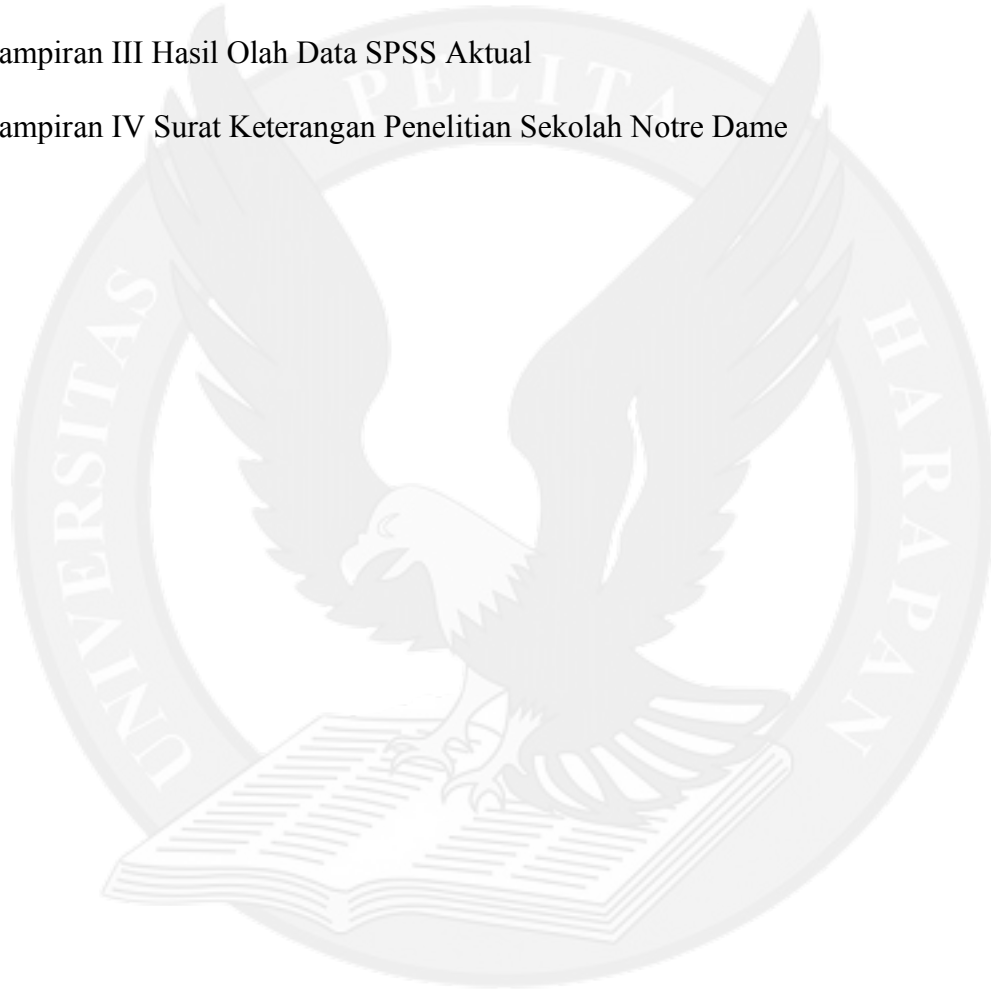 ampiran III Hasil Olah Data SPSS Aktual
ampiran IV Surat Keterangan Penelitian Sekolah Notre Dame
UNIVERSITAS PELITA HARAPAN